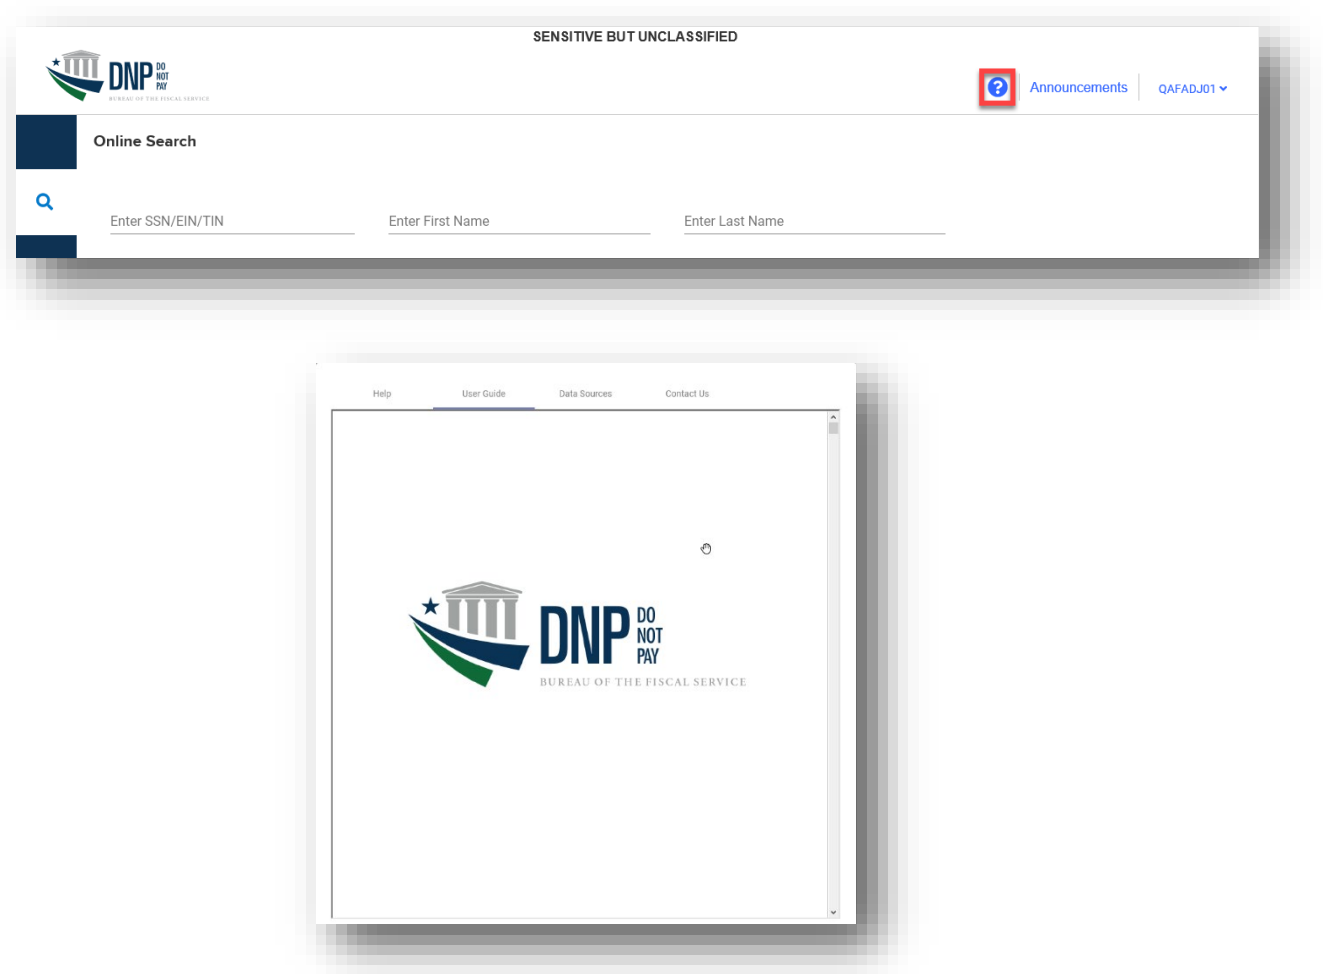 SENSITIVE BUT UNCLASSIFIED
DNP DO NOT PAY
BUREAU OF THE FISCAL SERVICE
? Announcements QAFADJ01
Online Search
Enter SSN/EIN/TIN Enter First Name Enter Last Name
Help User Guide Data Sources Contact Us
DNP DO NOT PAY
BUREAU OF THE FISCAL SERVICE